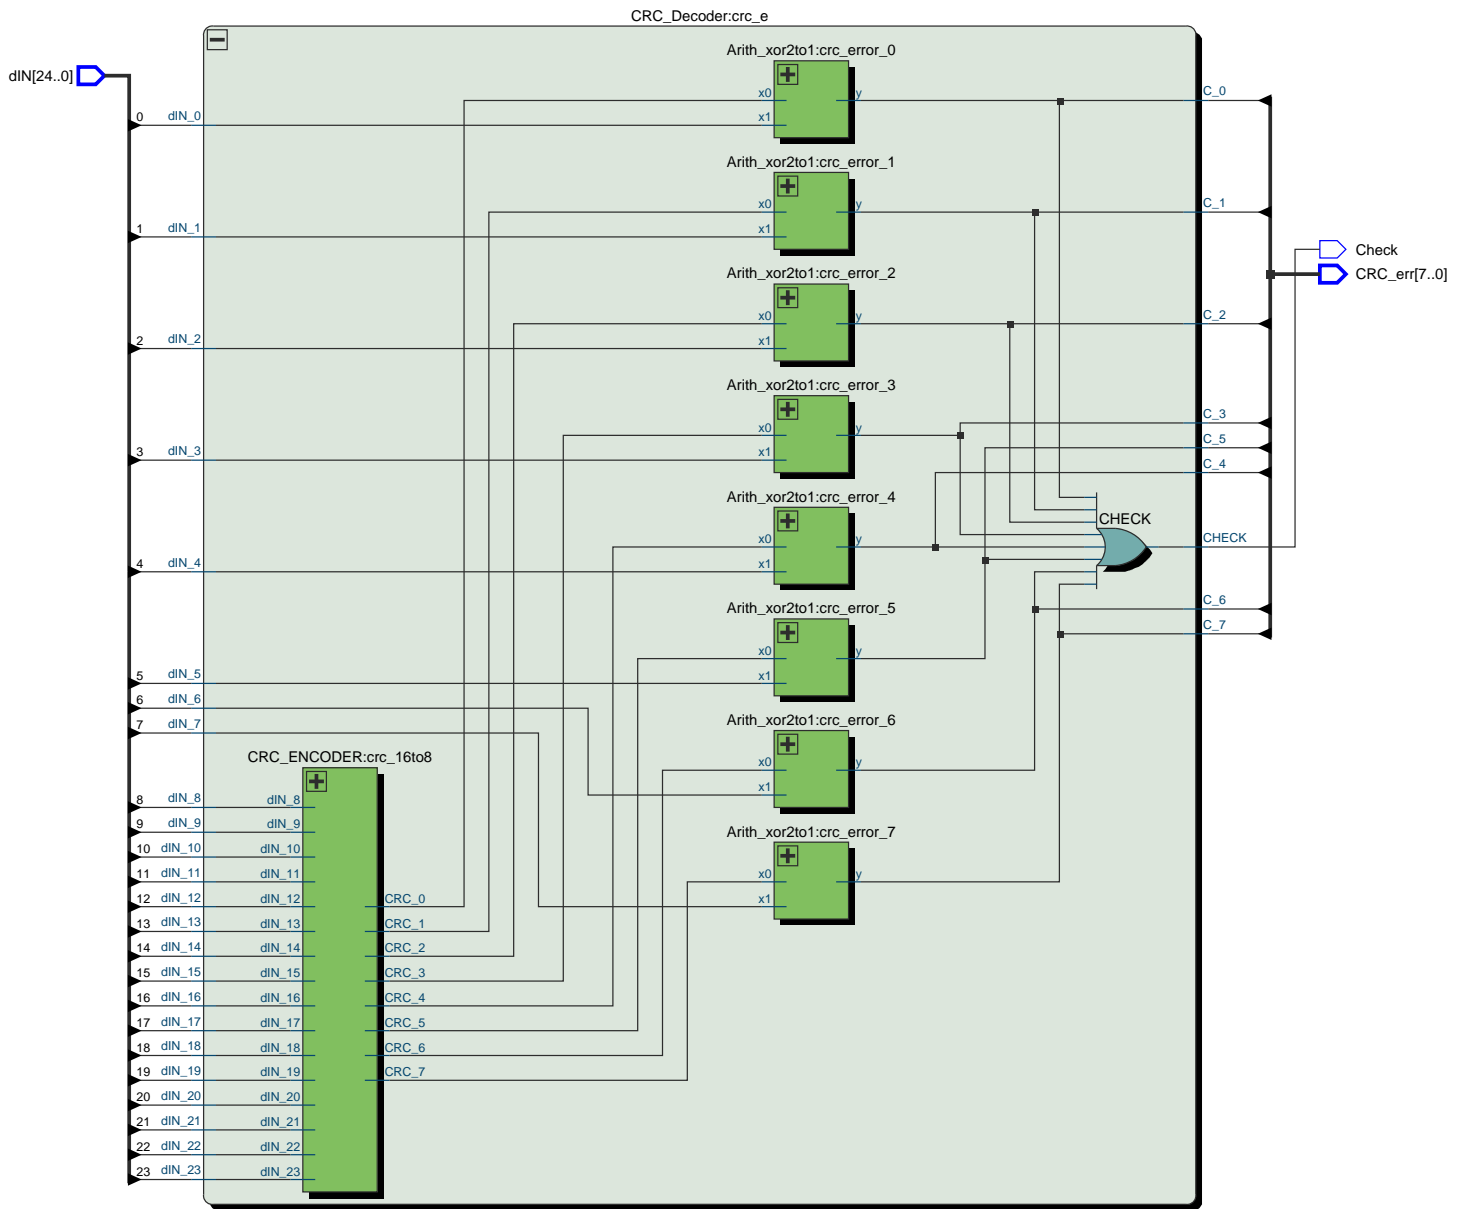 CRC_Decoder:crc_e
dIN[24..0]
Arith_xor2to1:crc_error_0
x0 y C_0
0 dIN_0 x1
Arith_xor2to1:crc_error_1
x0 y C_1
1 dIN_1 x1
Check
CRC_err[7..0]
Arith_xor2to1:crc_error_2
x0 y C_2
2 dIN_2 x1
Arith_xor2to1:crc_error_3
C_3
x0 y
C_5
3 dIN_3 x1
C_4
Arith_xor2to1:crc_error_4
CHECK
x0 y CHECK
4 dIN_4 x1
Arith_xor2to1:crc_error_5
C_6
C_7
x0 y
5 dIN_5 x1
6 dIN_6
7 dIN_7
Arith_xor2to1:crc_error_6
x0 y
x1
CRC_ENCODER:crc_16to8
8 dIN_8 dIN_8
9 dIN_9 dIN_9
Arith_xor2to1:crc_error_7
10 dIN_10 dIN_10
11 dIN_11 dIN_11
x0 y
12 dIN_12 dIN_12 CRC_0
x1
13 dIN_13 dIN_13 CRC_1
14 dIN_14 dIN_14 CRC_2
15 dIN_15 dIN_15 CRC_3
16 dIN_16 dIN_16 CRC_4
17 dIN_17 dIN_17 CRC_5
18 dIN_18 dIN_18 CRC_6
19 dIN_19 dIN_19 CRC_7
20 dIN_20 dIN_20
21 dIN_21 dIN_21
22 dIN_22 dIN_22
23 dIN_23 dIN_23